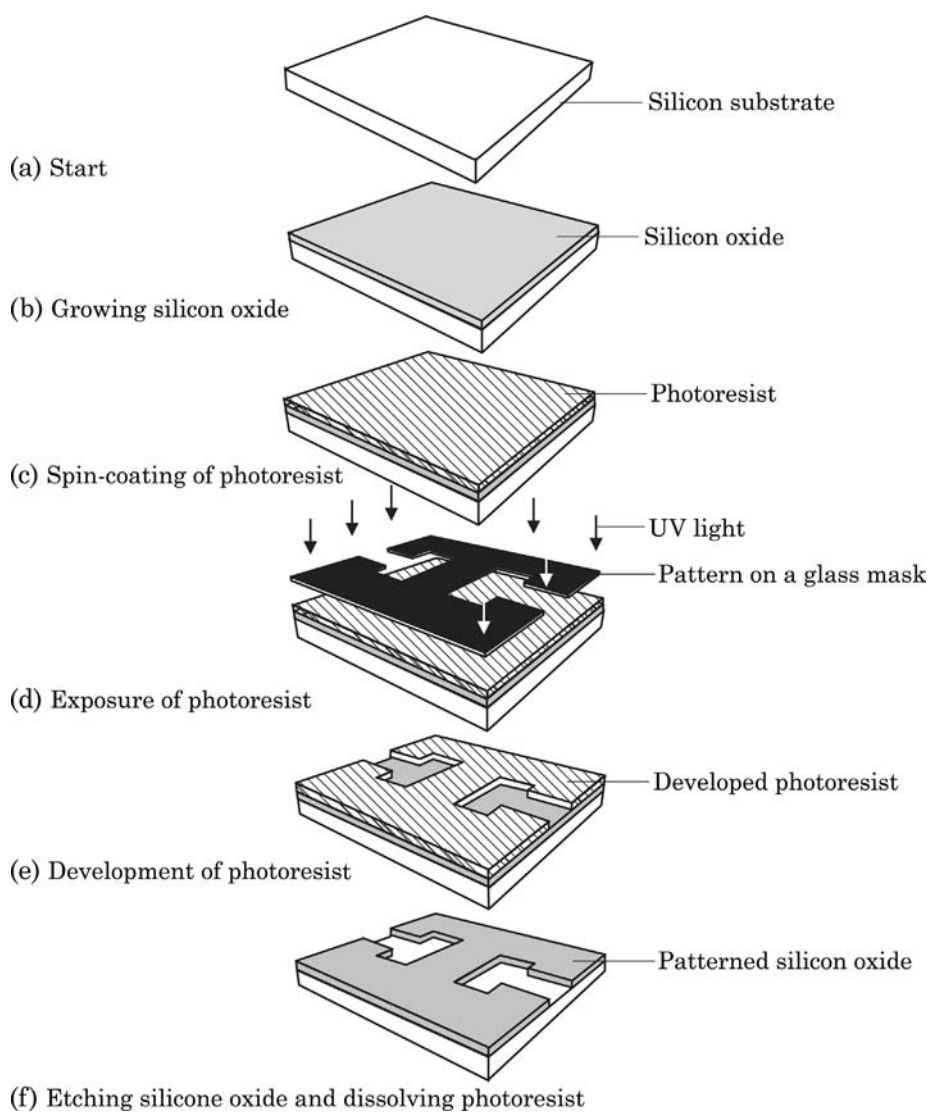 Silicon substrate
(a) Start
Silicon oxide
(b) Growing silicon oxide
Photoresist
(c) Spin-coating of photoresist
UV light
Pattern on a glass mask
(d) Exposure of photoresist
Developed photoresist
(e) Development of photoresist
Patterned silicon oxide
(f) Etching silicone oxide and dissolving photoresist